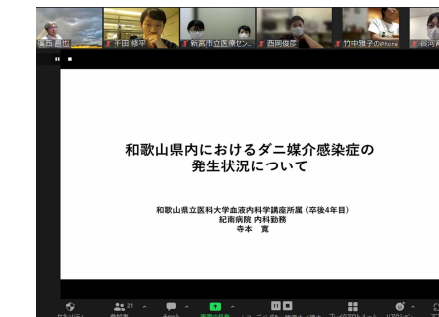 千田 修平
新宮市立医療セン...
西岡俊彦
竹中雅子のiPhone
和歌山県内におけるダニ媒介感染症の
発生状況について
和歌山県立医科大学血液内科学講座所属 (卒後4年目)
紀南病院 内科勤務
寺本 寛
21